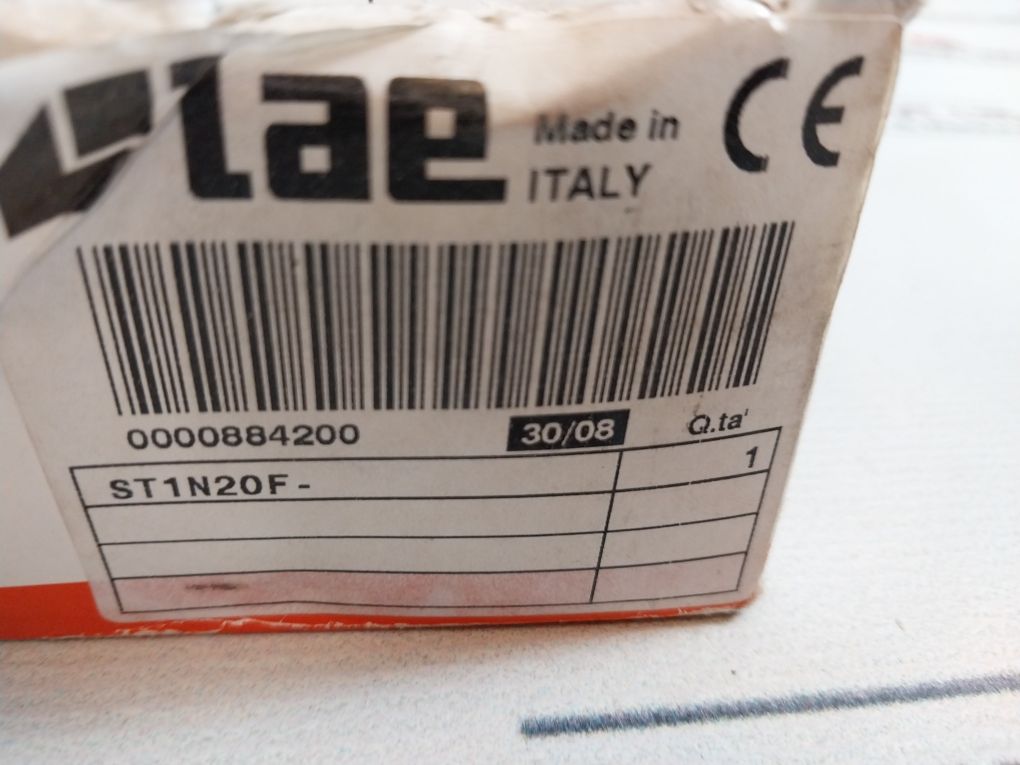 lae
Made in
ITALY
CE
0000884200
30/08
Q.ta'
ST1N20F-
1